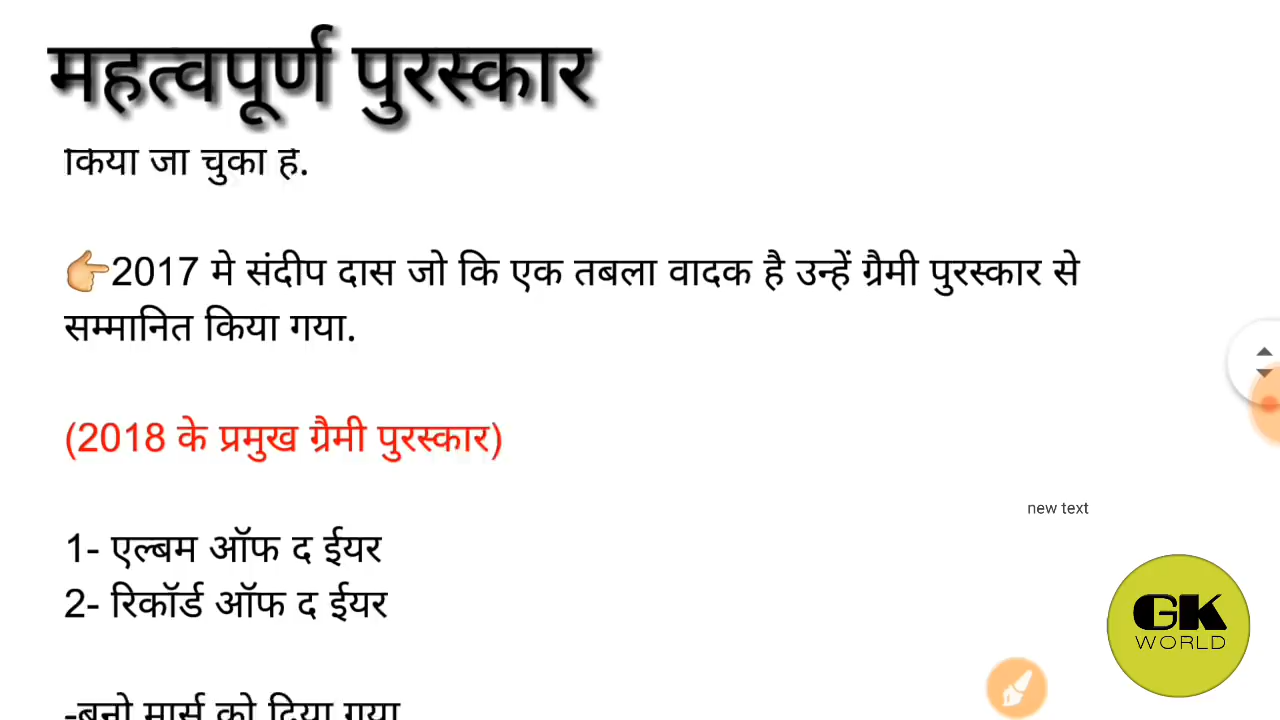 महत्वपूर्ण पुरस्कार
किया जा चुका है.
👉2017 मे संदीप दास जो कि एक तबला वादक है उन्हें ग्रैमी पुरस्कार से
सम्मानित किया गया.
(2018 के प्रमुख ग्रैमी पुरस्कार)
new text
1- एल्बम ऑफ द ईयर
2- रिकॉर्ड ऑफ द ईयर
GK
WORLD
-ब्रूनो मार्स को दिया गया